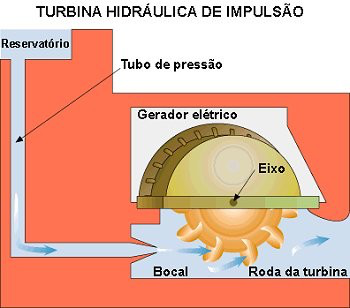 TURBINA HIDRÁULICA DE IMPULSÃO
Reservatório
Tubo de pressão
Gerador elétrico
Eixo
Bocal
Roda da turbina